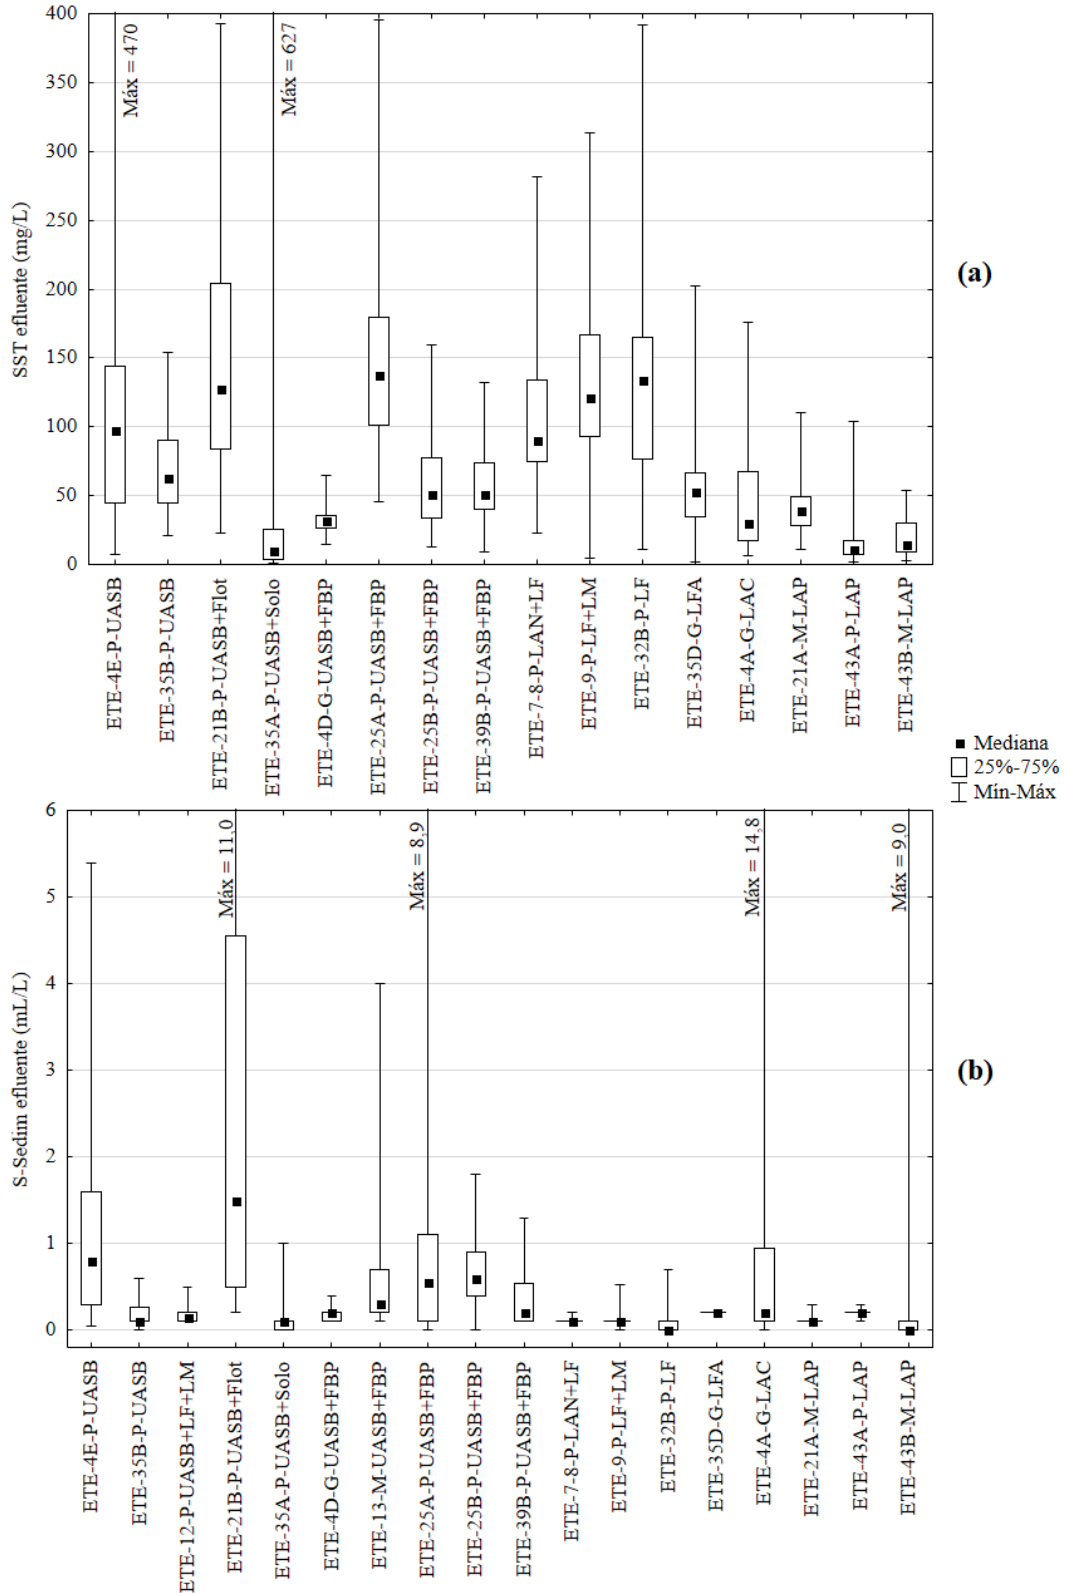 400
350
300
250
200
150
100
50
0
SST efluente (mg/L)
Máx = 470
Máx = 627
(a)
ETE-4E-P-UASB
ETE-35B-P-UASB
ETE-21B-P-UASB+Flot
ETE-35A-P-UASB+Solo
ETE-4D-G-UASB+FBP
ETE-25A-P-UASB+FBP
ETE-25B-P-UASB+FBP
ETE-39B-P-UASB+FBP
ETE-7-8-P-LAN+LF
ETE-9-P-LF+LM
ETE-32B-P-LF
ETE-35D-G-LFA
ETE-4A-G-LAC
ETE-21A-M-LAP
ETE-43A-P-LAP
ETE-43B-M-LAP
Mediana
25%-75%
Mín-Máx
6
5
4
3
2
1
0
S-Sedim efluente (mL/L)
Máx = 11,0
Máx = 8,9
Máx = 14,8
Máx = 9,0
(b)
ETE-4E-P-UASB
ETE-35B-P-UASB
ETE-12-P-UASB+LF+LM
ETE-21B-P-UASB+Flot
ETE-35A-P-UASB+Solo
ETE-4D-G-UASB+FBP
ETE-13-M-UASB+FBP
ETE-25A-P-UASB+FBP
ETE-25B-P-UASB+FBP
ETE-39B-P-UASB+FBP
ETE-7-8-P-LAN+LF
ETE-9-P-LF+LM
ETE-32B-P-LF
ETE-35D-G-LFA
ETE-4A-G-LAC
ETE-21A-M-LAP
ETE-43A-P-LAP
ETE-43B-M-LAP